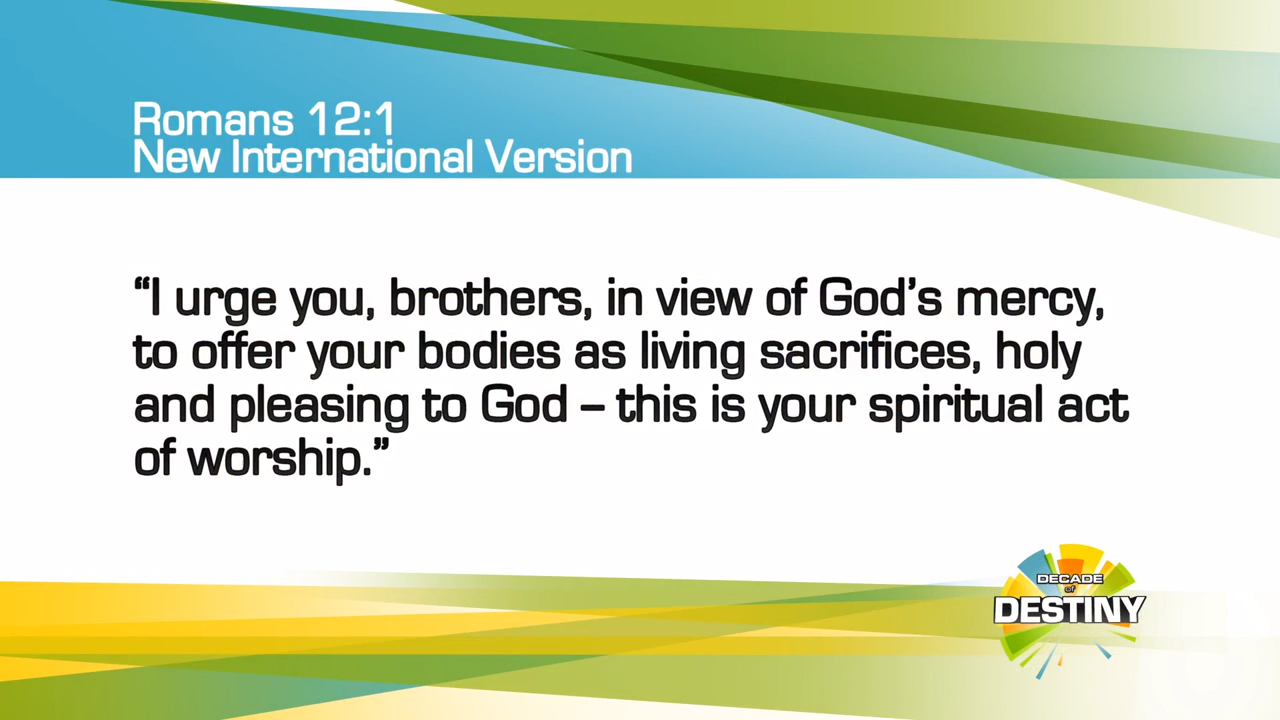 Romans 12:1
New International Version
“I urge you, brothers, in view of God’s mercy,
to offer your bodies as living sacrifices, holy
and pleasing to God – this is your spiritual act
of worship.”
DECADE
of
DESTINY